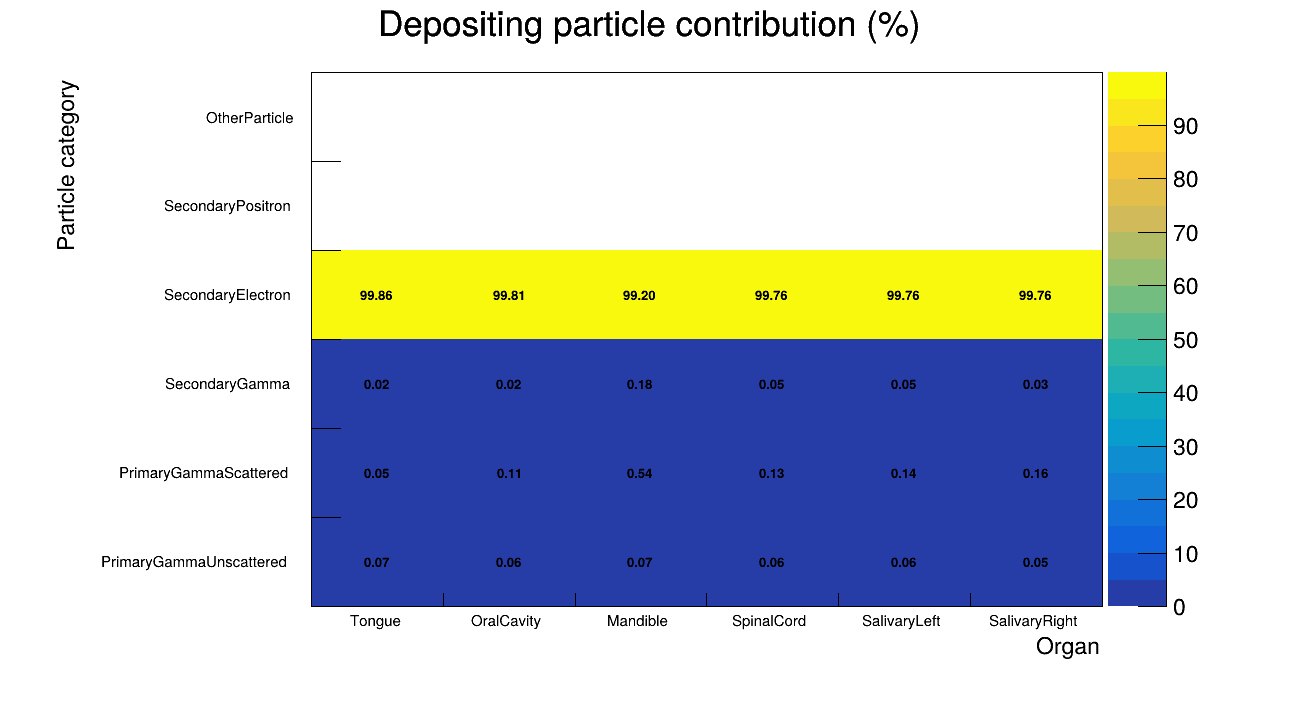 Depositing particle contribution (%)
Particle category
OtherParticle
SecondaryPositron
SecondaryElectron 99.86 99.81 99.20 99.76 99.76 99.76
SecondaryGamma 0.02 0.02 0.18 0.05 0.05 0.03
PrimaryGammaScattered 0.05 0.11 0.54 0.13 0.14 0.16
PrimaryGammaUnscattered 0.07 0.06 0.07 0.06 0.06 0.05
Tongue OralCavity Mandible SpinalCord SalivaryLeft SalivaryRight
Organ
90
80
70
60
50
40
30
20
10
0